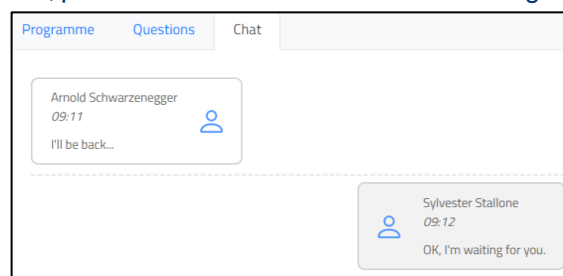 Programme Questions Chat
Arnold Schwarzenegger
09:11
I'll be back...
Sylvester Stallone
09:12
OK, I'm waiting for you.